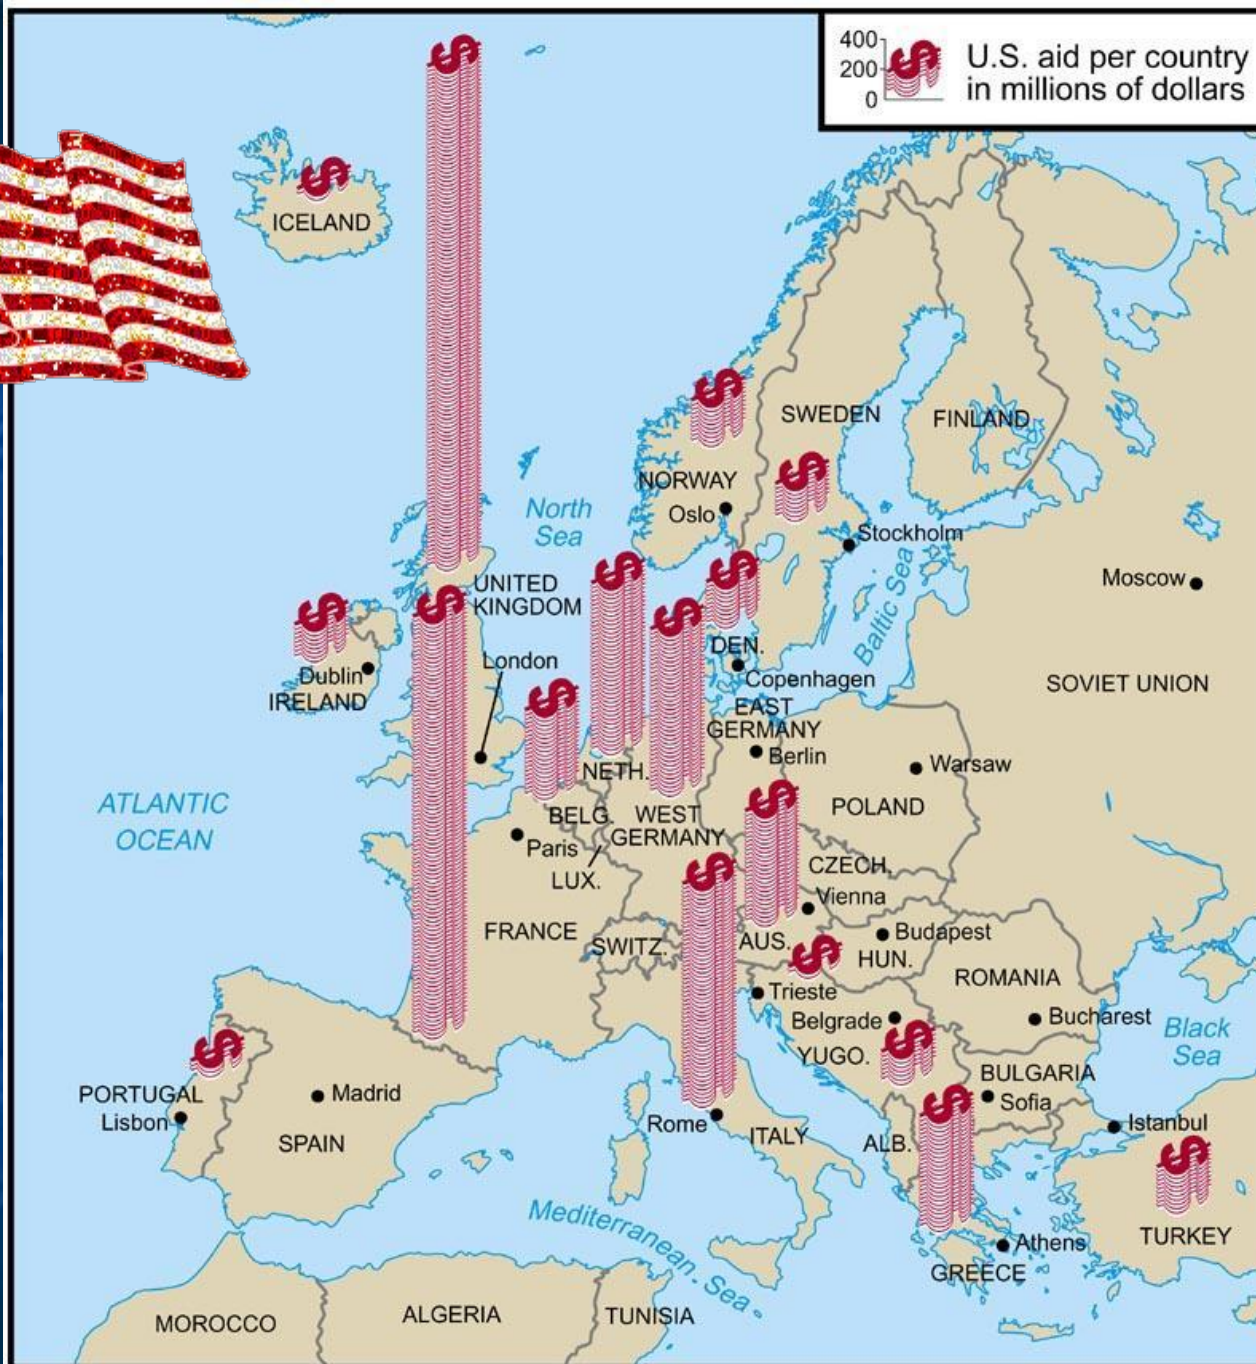 400
200
0
U.S. aid per country
in millions of dollars
ICELAND
SWEDEN
FINLAND
NORWAY
Oslo
North
Sea
Stockholm
Baltic Sea
Moscow
UNITED
KINGDOM
DEN.
Copenhagen
London
Dublin
IRELAND
SOVIET UNION
EAST
GERMANY
Berlin
Warsaw
NETH.
ATLANTIC
OCEAN
BELG.
WEST
GERMANY
POLAND
Paris
LUX.
CZECH.
Vienna
FRANCE
SWITZ.
AUS.
Budapest
HUN.
ROMANIA
Trieste
Belgrade
Bucharest
Black
Sea
YUGO.
BULGARIA
Sofia
PORTUGAL
Lisbon
Madrid
SPAIN
Rome
ITALY
ALB.
Istanbul
TURKEY
Mediterranean Sea
Athens
GREECE
MOROCCO
ALGERIA
TUNISIA